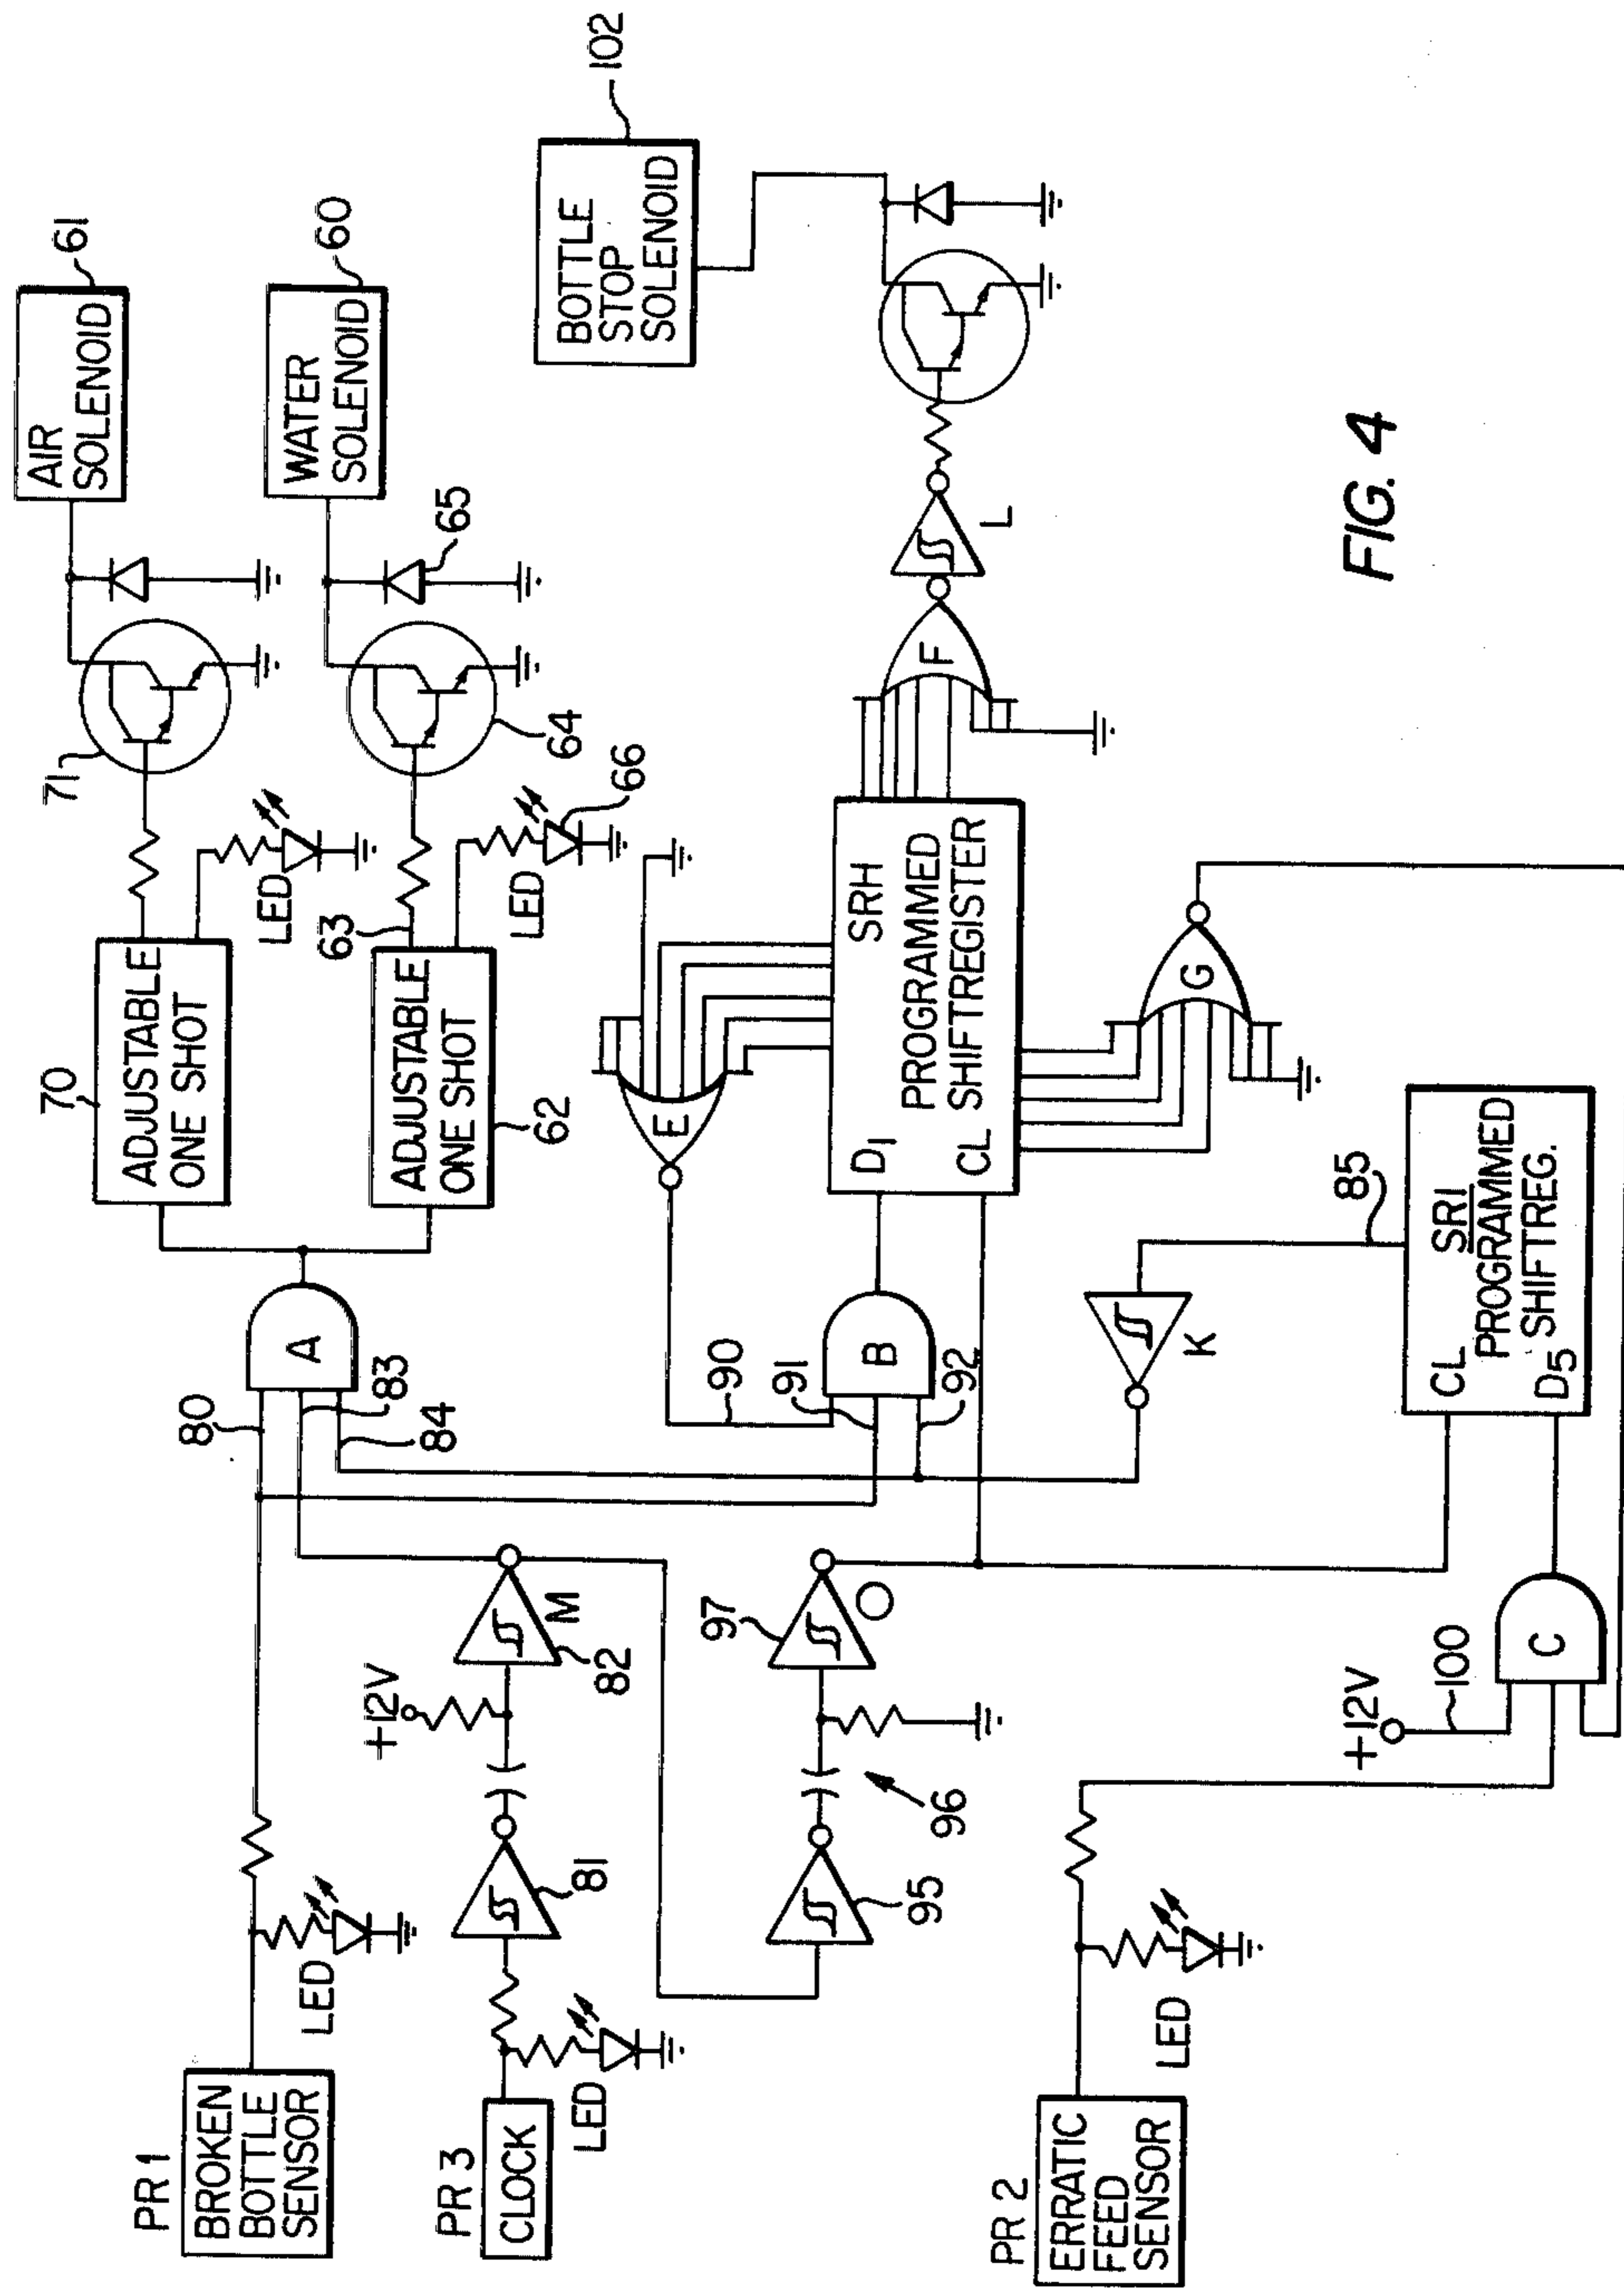 PR 1
BROKEN
BOTTLE
SENSOR
LED
PR 3
CLOCK
LED
81
+12V
82
M
80
83
84
A
70
ADJUSTABLE
ONE SHOT
LED
71
AIR
SOLENOID
61
ADJUSTABLE
ONE SHOT
62
63
LED
66
64
65
WATER
SOLENOID
60
95
96
97
O
90
91
92
B
E
D1
CL
SRH
PROGRAMMED
SHIFTREGISTER
F
L
BOTTLE
STOP
SOLENOID
102
G
K
85
CL
D5
SR1
PROGRAMMED
SHIFTREG.
PR 2
ERRATIC
FEED
SENSOR
LED
+12V
100
C
FIG. 4